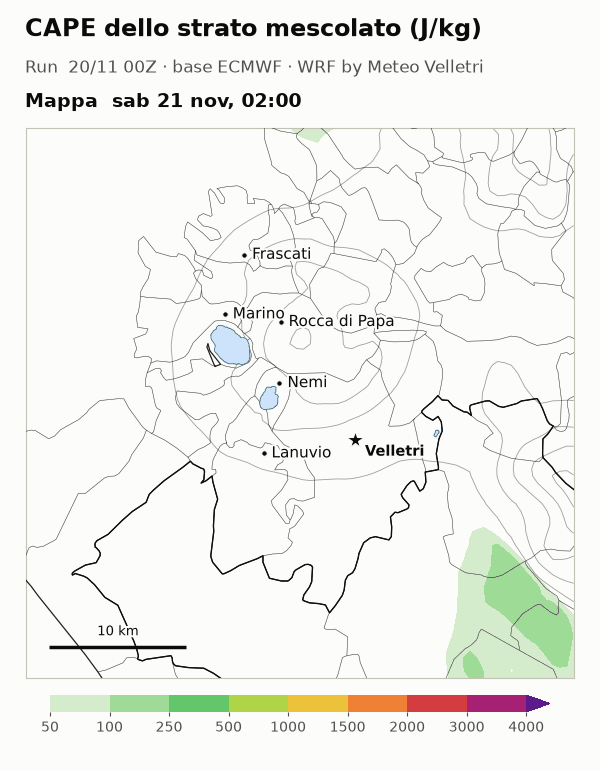 CAPE dello strato mescolato (J/kg)
Run  20/11 00Z · base ECMWF · WRF by Meteo Velletri
Mappa  sab 21 nov, 02:00
Frascati
Marino
Rocca di Papa
Nemi
Velletri
Lanuvio
10 km
50 100 250 500 1000 1500 2000 3000 4000